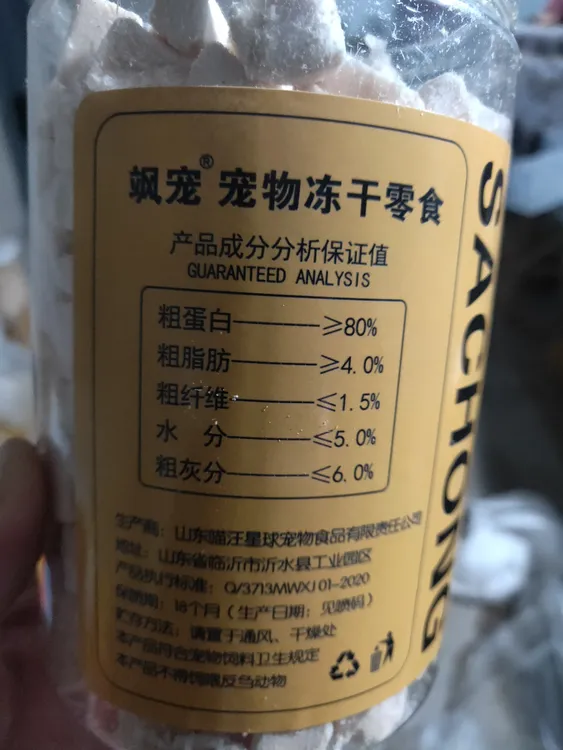 飒宠® 宠物冻干零食
产品成分分析保证值
GUARANTEED ANALYSIS
粗蛋白————≥80%
粗脂肪————≥4.0%
粗纤维————≤1.5%
水 分————≤5.0%
粗灰分————≤6.0%
生产商：山东喵汪星球宠物食品有限责任公司
地址：山东省临沂市沂水县工业园区
产品执行标准：Q/3713MWXJ 01-2020
保质期：18个月（生产日期：见喷码）
贮存方法：请置于通风、干燥处
本产品符合宠物饲料卫生规定
本产品不得饲喂反刍动物
SACHONG